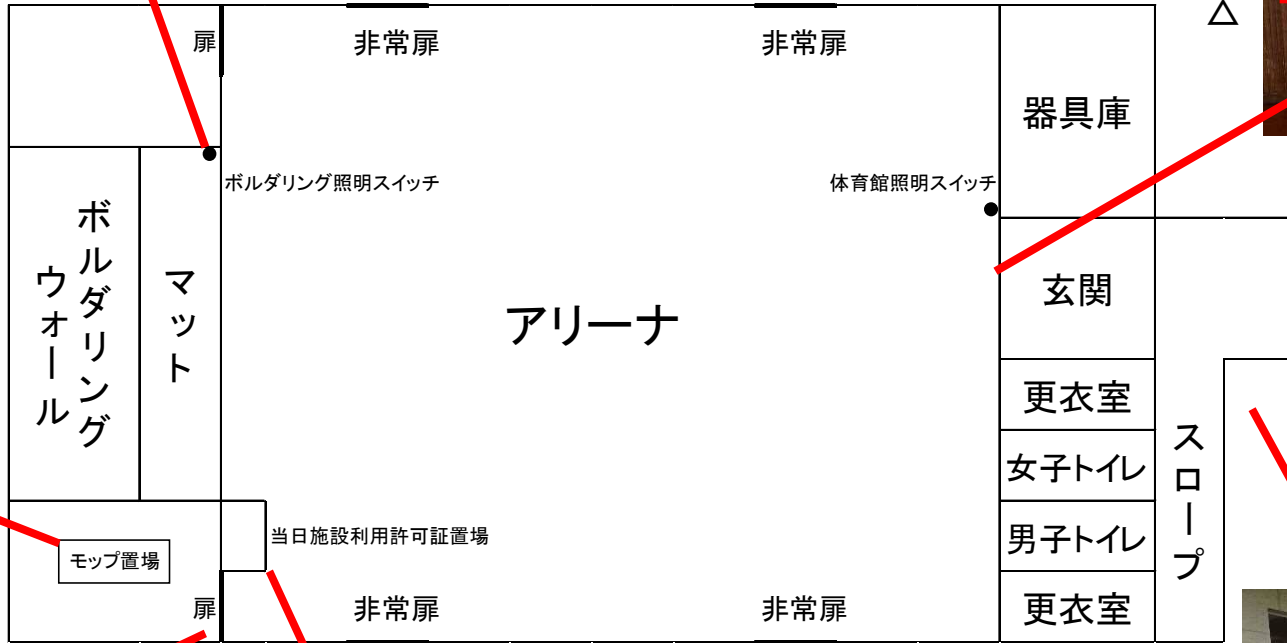 △
扉
非常扉
非常扉
器具庫
ボルダリング照明スイッチ
体育館照明スイッチ
ボルダリング
ウォール
マット
アリーナ
玄関
更衣室
女子トイレ
男子トイレ
更衣室
スロープ
当日施設利用許可証置場
モップ置場
扉
非常扉
非常扉